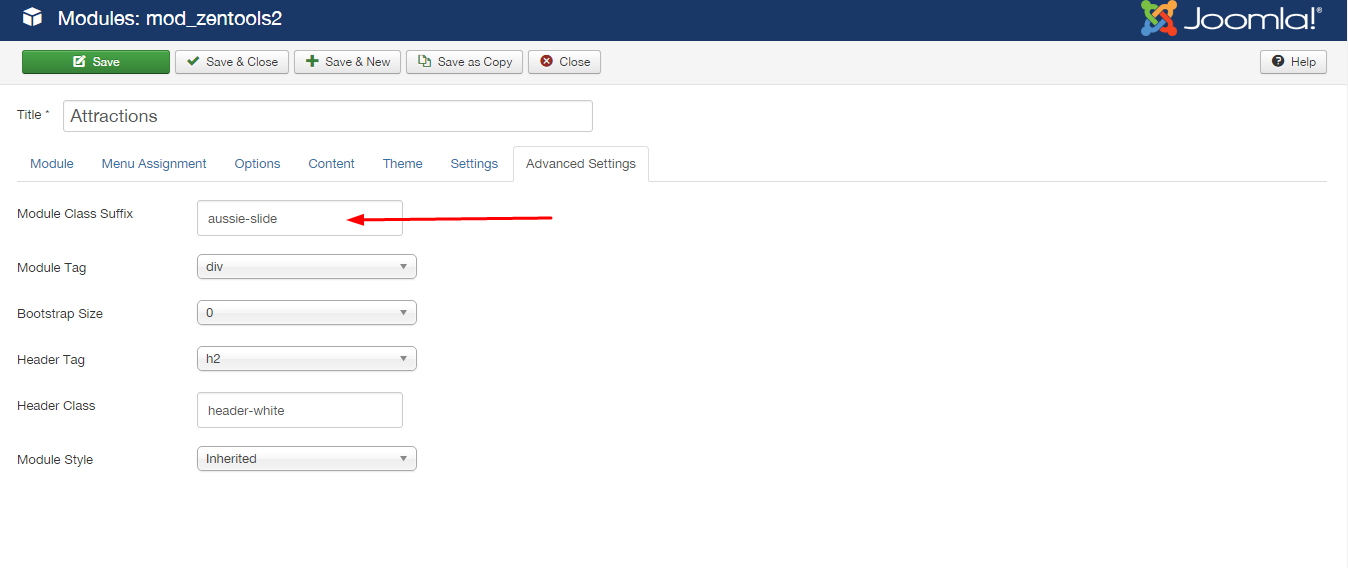 Modules: mod_zentools2
Joomla!®
Save Save & Close Save & New Save as Copy Close Help
Title * Attractions
Module Menu Assignment Options Content Theme Settings Advanced Settings
Module Class Suffix aussie-slide
Module Tag div
Bootstrap Size 0
Header Tag h2
Header Class header-white
Module Style Inherited